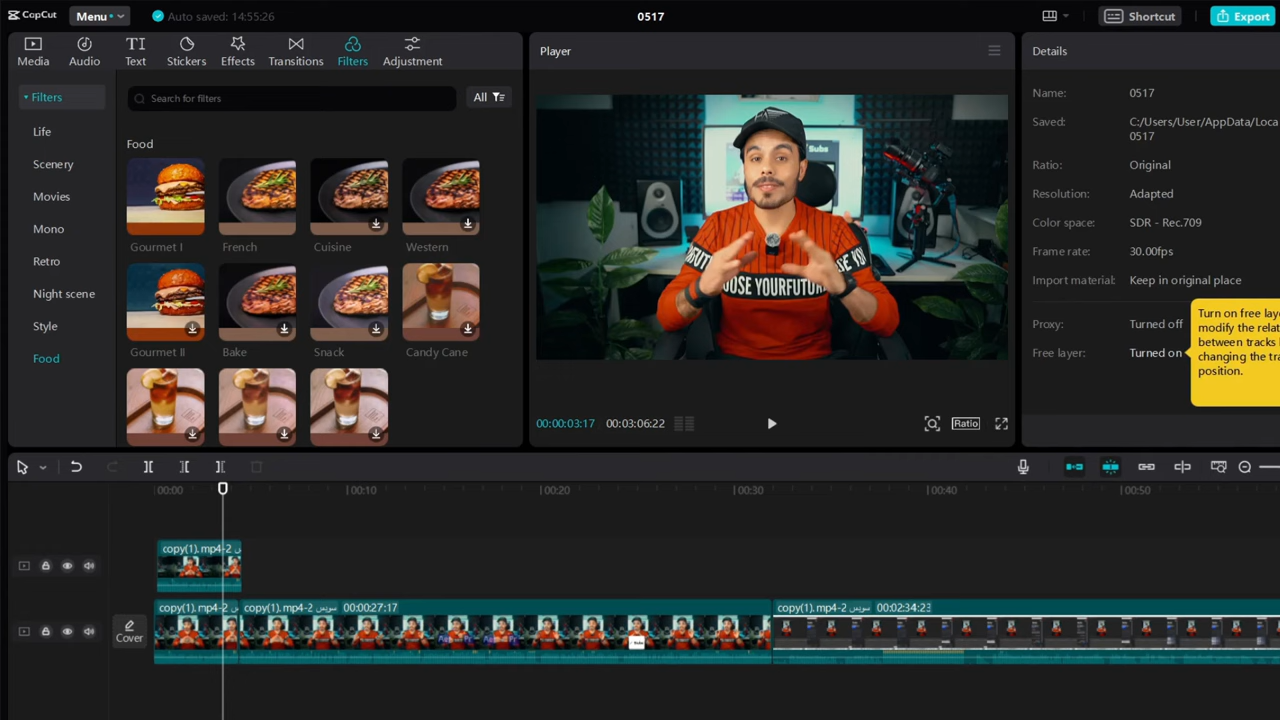 CapCut
Menu
Auto saved: 14:55:26
0517
Shortcut
Export
Media
Audio
Text
Stickers
Effects
Transitions
Filters
Adjustment
Filters
Life
Scenery
Movies
Mono
Retro
Night scene
Style
Food
Search for filters
All
Food
Gourmet I
French
Cuisine
Western
Gourmet II
Bake
Snack
Candy Cane
Player
Subs
CHOOSE YOURFUTURE
00:00:03:17
00:03:06:22
Ratio
Details
Name:
0517
Saved:
C:/Users/User/AppData/Loca
0517
Ratio:
Original
Resolution:
Adapted
Color space:
SDR - Rec.709
Frame rate:
30.00fps
Import material:
Keep in original place
Proxy:
Turned off
Free layer:
Turned on
Turn on free laye
modify the relat
between tracks b
changing the tra
position.
00:00
00:10
00:20
00:30
00:40
00:50
copy(1).mp4-2
Cover
copy(1).mp4-2
copy(1).mp4-2 سويس 00:00:27:17
copy(1).mp4-2 سويس 00:02:34:23